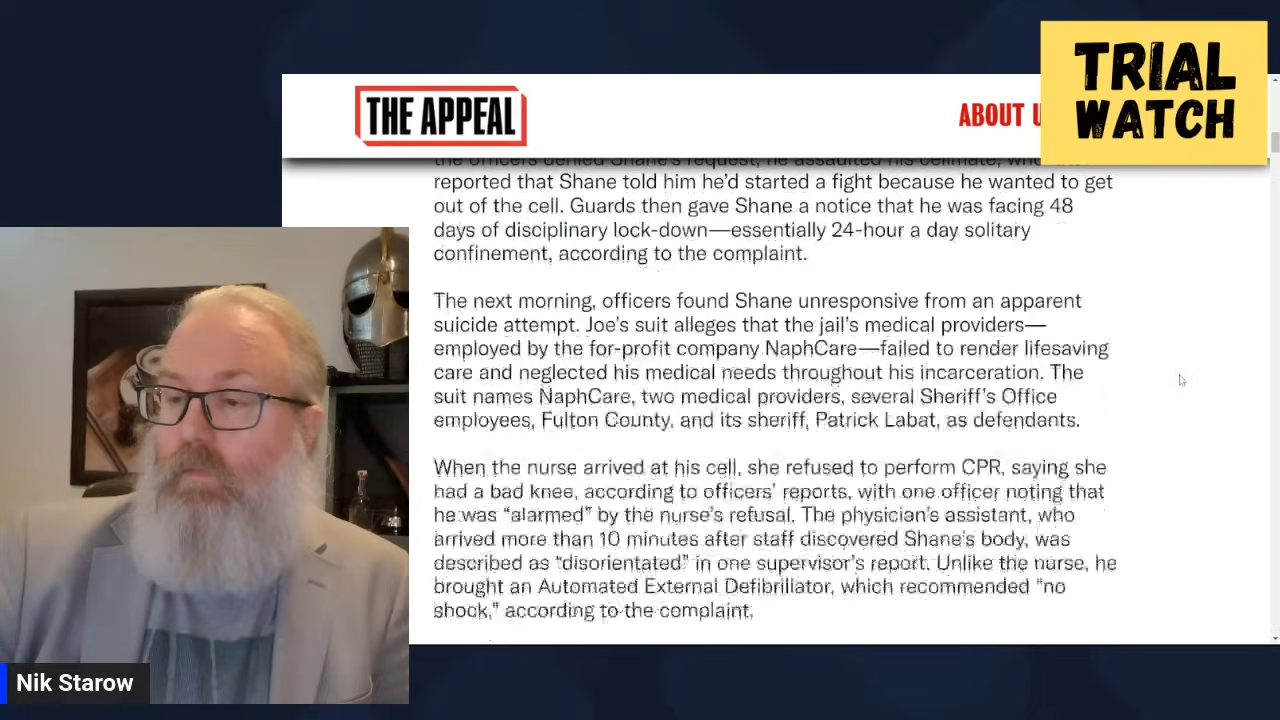 TRIAL
WATCH
THE APPEAL
ABOUT U
the officers denied Shane's request, he assaulted his cellmate,
reported that Shane told him he'd started a fight because he wanted to get
out of the cell. Guards then gave Shane a notice that he was facing 48
days of disciplinary lock-down—essentially 24-hour a day solitary
confinement, according to the complaint.
The next morning, officers found Shane unresponsive from an apparent
suicide attempt. Joe's suit alleges that the jail's medical providers—
employed by the for-profit company NaphCare—failed to render lifesaving
care and neglected his medical needs throughout his incarceration. The
suit names NaphCare, two medical providers, several Sheriff's Office
employees, Fulton County, and its sheriff, Patrick Labat, as defendants.
When the nurse arrived at his cell, she refused to perform CPR, saying she
had a bad knee, according to officers' reports, with one officer noting that
he was "alarmed" by the nurse's refusal. The physician's assistant, who
arrived more than 10 minutes after staff discovered Shane's body, was
described as "disorientated" in one supervisor's report. Unlike the nurse, he
brought an Automated External Defibrillator, which recommended "no
shock," according to the complaint.
Nik Starow